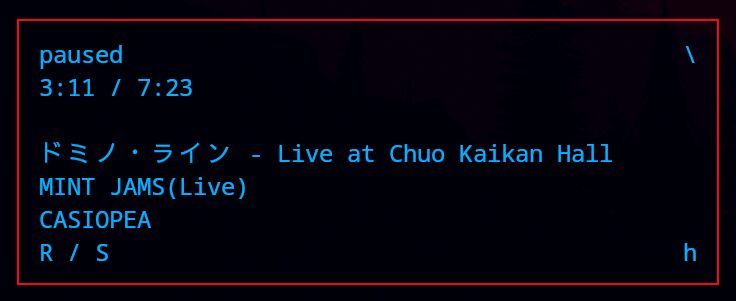 paused \
3:11 / 7:23
ドミノ・ライン - Live at Chuo Kaikan Hall
MINT JAMS(Live)
CASIOPEA
R / S h